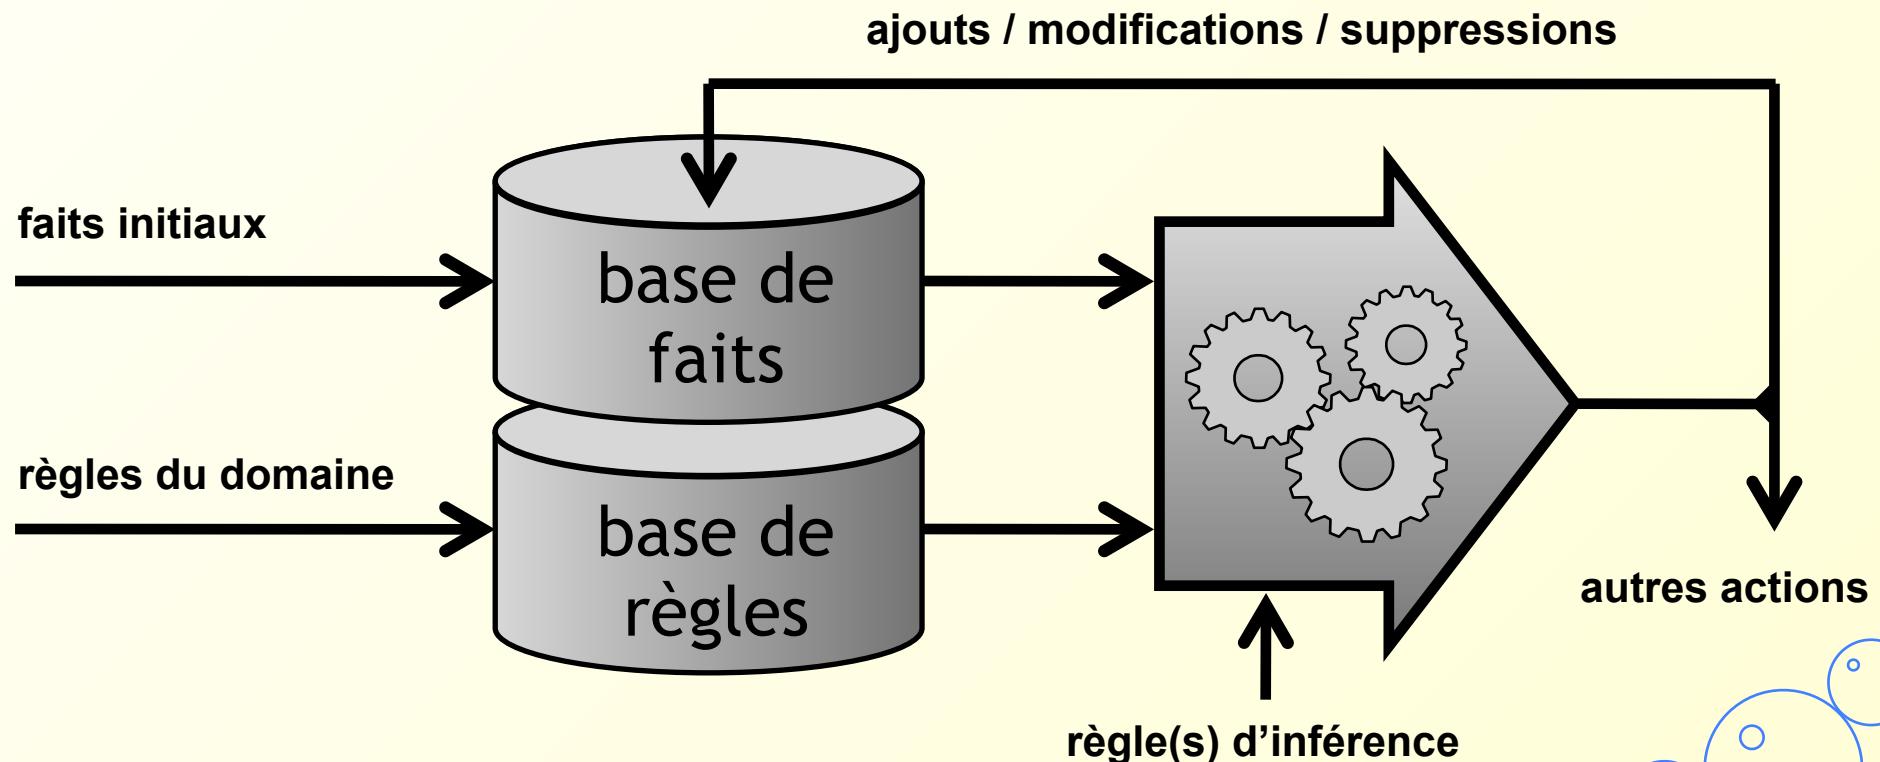 ajouts / modifications / suppressions
faits initiaux
base de
faits
règles du domaine
base de
règles
autres actions
règle(s) d’inférence